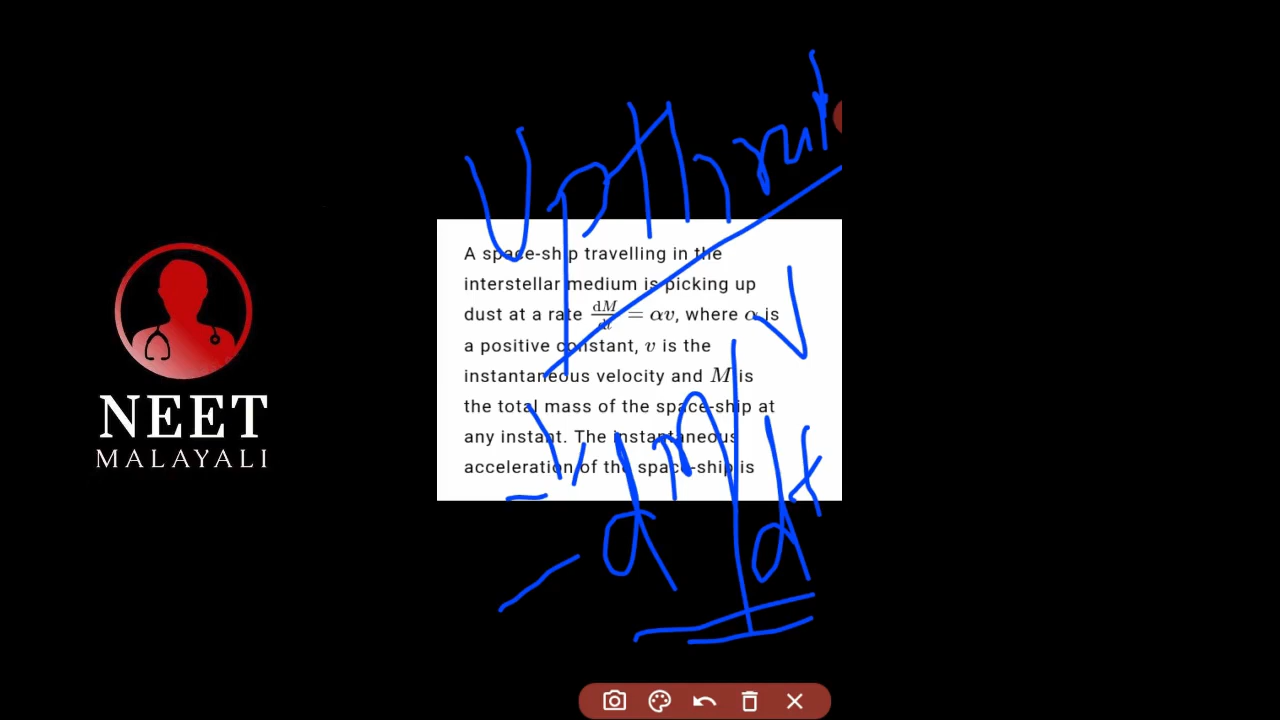 Upthrust
NEET
MALAYALI
A space-ship travelling in the
interstellar medium is picking up
dust at a rate dM/dt = αv, where α is
a positive constant, v is the
instantaneous velocity and M is
the total mass of the space-ship at
any instant. The instantaneous
acceleration of the space-ship is
-v dm/dt